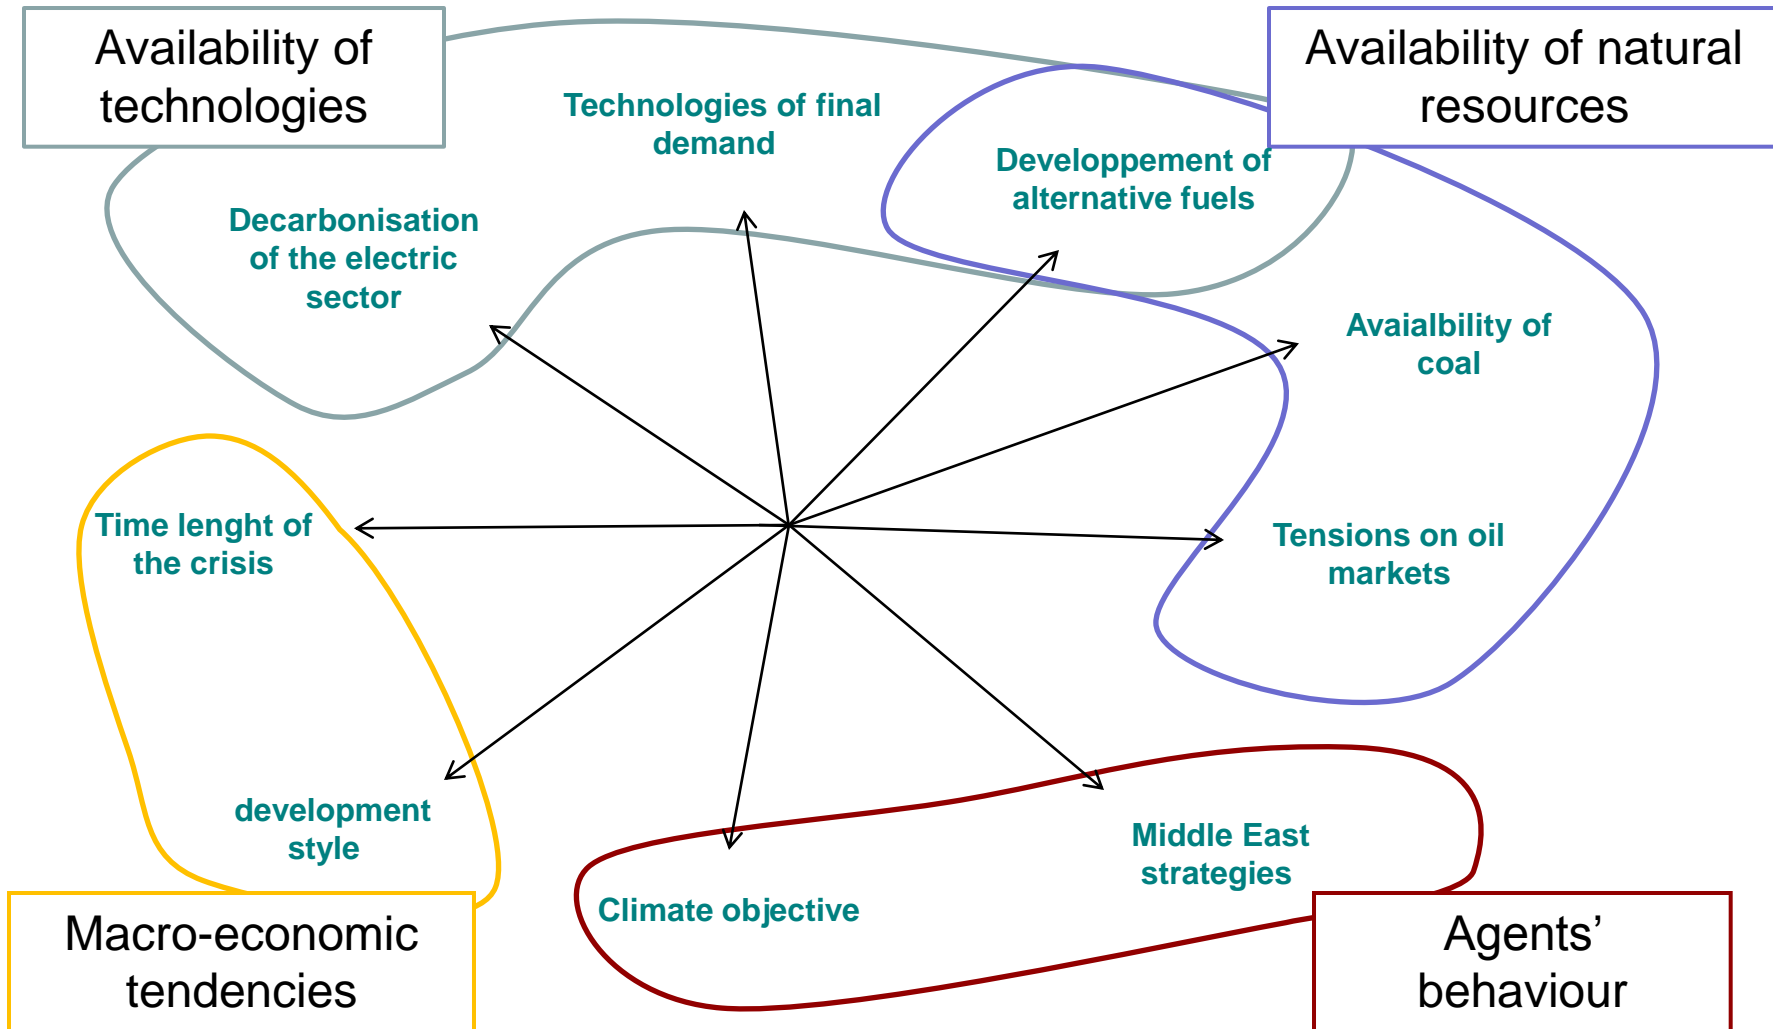 Availability of
technologies
Availability of natural
resources
Technologies of final
demand
Developpement of
alternative fuels
Decarbonisation
of the electric
sector
Avaialbility of
coal
Time lenght of
the crisis
Tensions on oil
markets
development
style
Middle East
strategies
Climate objective
Macro-economic
tendencies
Agents’
behaviour